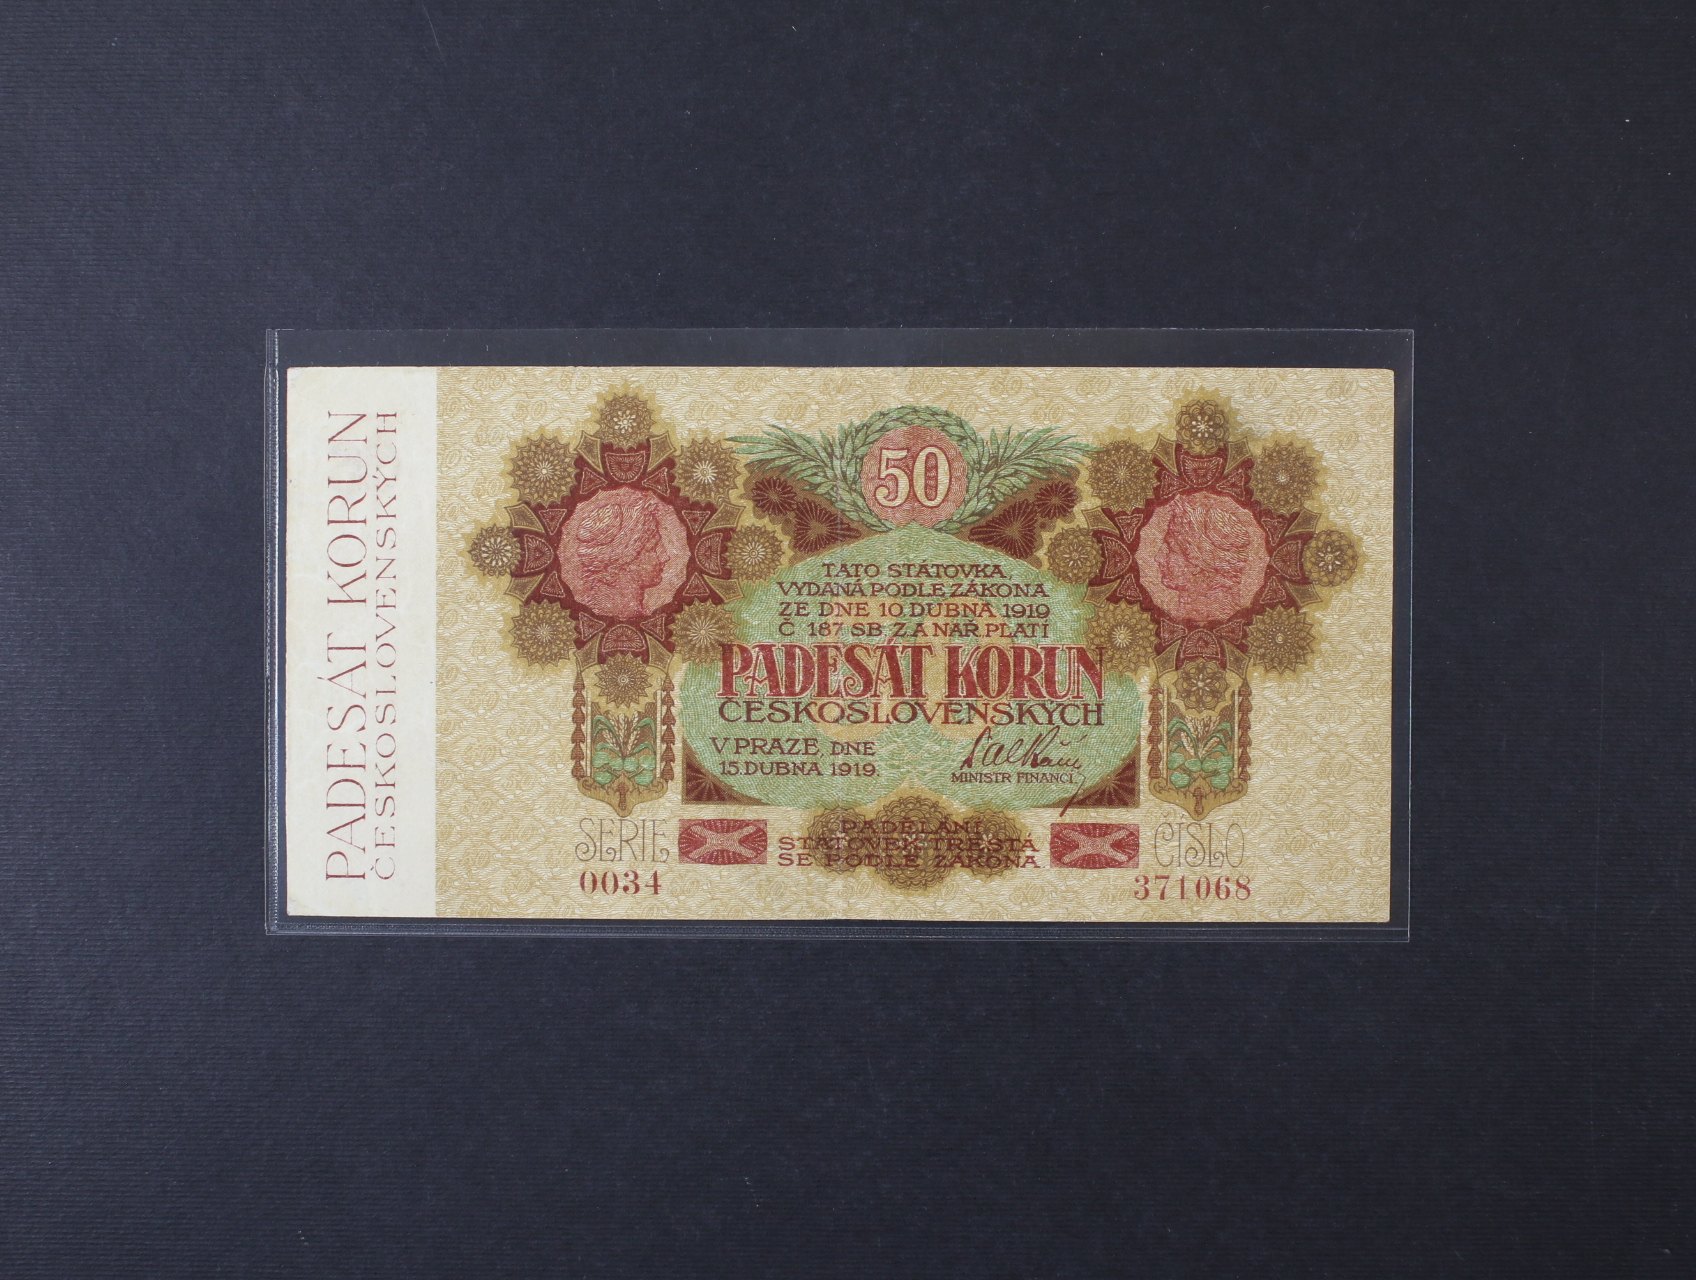 PADESÁT KORUN
ČESKOSLOVENSKÝCH
50
TATO STÁTOVKA,
VYDANÁ PODLE ZÁKONA
ZE DNE 10 DUBNA 1919
Č 187 SB. Z. A NAŘ. PLATÍ
PADESÁT KORUN
ČESKOSLOVENSKÝCH
V PRAZE, DNE
15. DUBNA 1919.
MINISTR FINANCÍ.
PADĚLÁNÍ
STÁTOVEK TRESTÁ
SE PODLE ZÁKONA.
SERIE
0034
ČÍSLO
371068